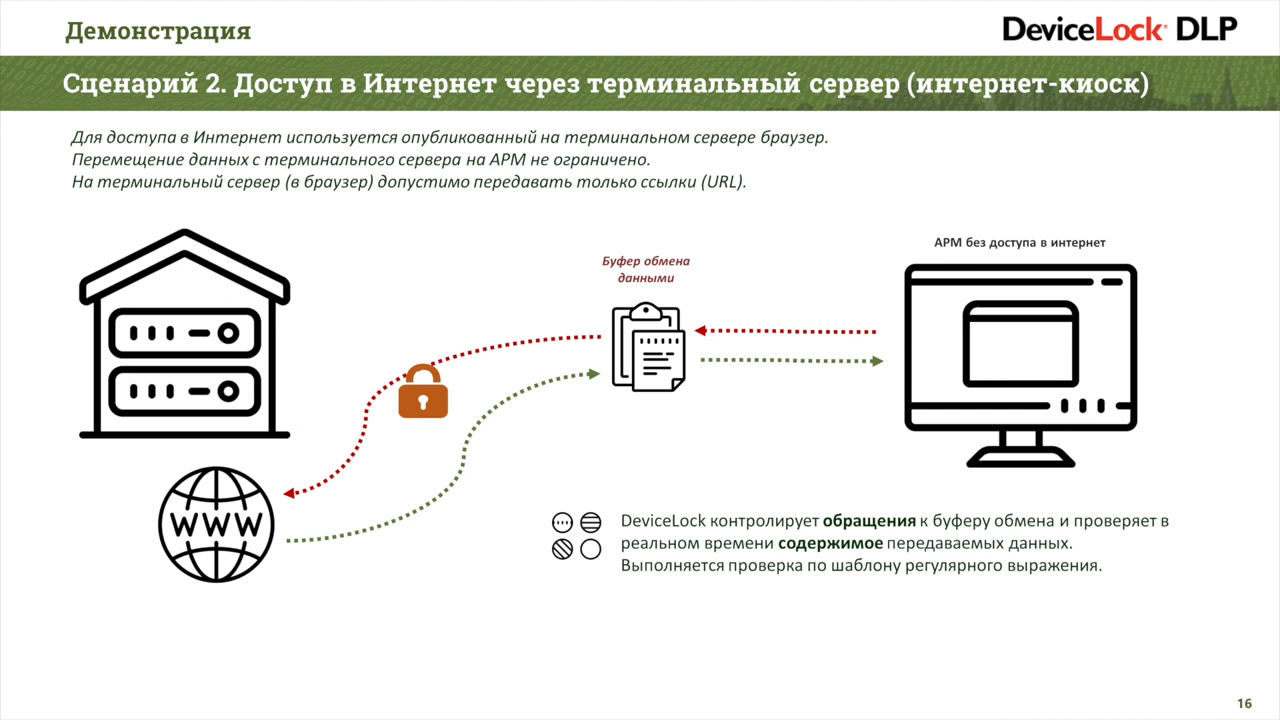 Демонстрация
DeviceLock® DLP
Сценарий 2. Доступ в Интернет через терминальный сервер (интернет-киоск)
Для доступа в Интернет используется опубликованный на терминальном сервере браузер.
Перемещение данных с терминального сервера на АРМ не ограничено.
На терминальный сервер (в браузер) допустимо передавать только ссылки (URL).
АРМ без доступа в интернет
Буфер обмена
данными
WWW
DeviceLock контролирует обращения к буферу обмена и проверяет в
реальном времени содержимое передаваемых данных.
Выполняется проверка по шаблону регулярного выражения.
16